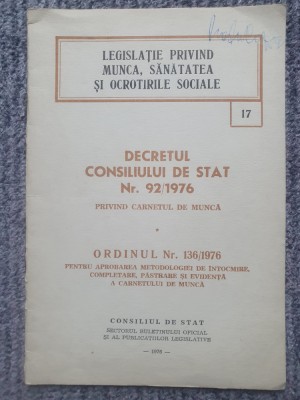 LEGISLAȚIE PRIVIND
MUNCA, SĂNĂTATEA
ȘI OCROTIRILE SOCIALE
17
DECRETUL
CONSILIULUI DE STAT
Nr. 92/1976
PRIVIND CARNETUL DE MUNCĂ
*
ORDINUL Nr. 136/1976
PENTRU APROBAREA METODOLOGIEI DE ÎNTOCMIRE,
COMPLETARE, PĂSTRARE ȘI EVIDENȚĂ
A CARNETULUI DE MUNCĂ
CONSILIUL DE STAT
SECTORUL BULETINULUI OFICIAL
ȘI AL PUBLICAȚIILOR LEGISLATIVE